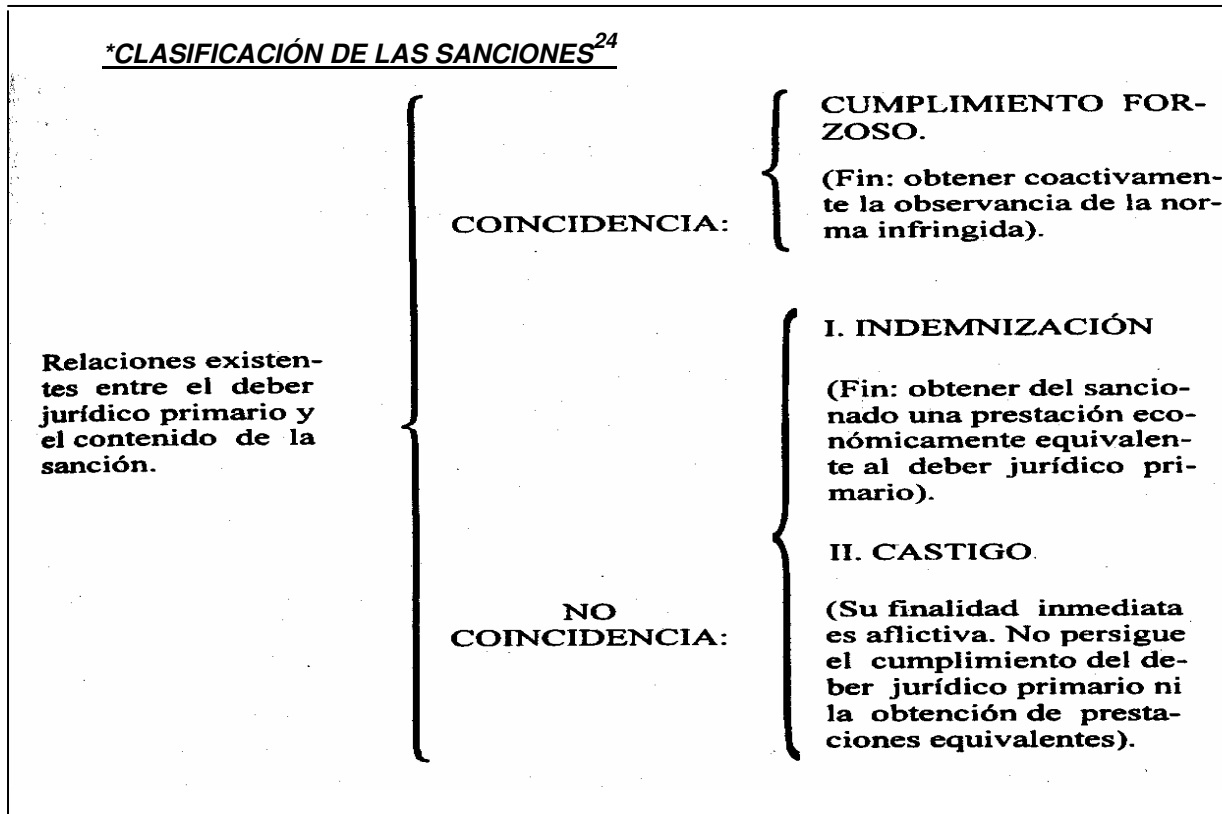 *CLASIFICACIÓN DE LAS SANCIONES24
Relaciones existen-
tes entre el deber
jurídico primario y
el contenido de la
sanción.
COINCIDENCIA:
CUMPLIMIENTO FOR-
ZOSO.
(Fin: obtener coactivamen-
te la observancia de la nor-
ma infringida).
NO
COINCIDENCIA:
I. INDEMNIZACIÓN
(Fin: obtener del sancio-
nado una prestación eco-
nómicamente equivalen-
te al deber jurídico pri-
mario).
II. CASTIGO
(Su finalidad inmediata
es aflictiva. No persigue
el cumplimiento del de-
ber jurídico primario ni
la obtención de presta-
ciones equivalentes).